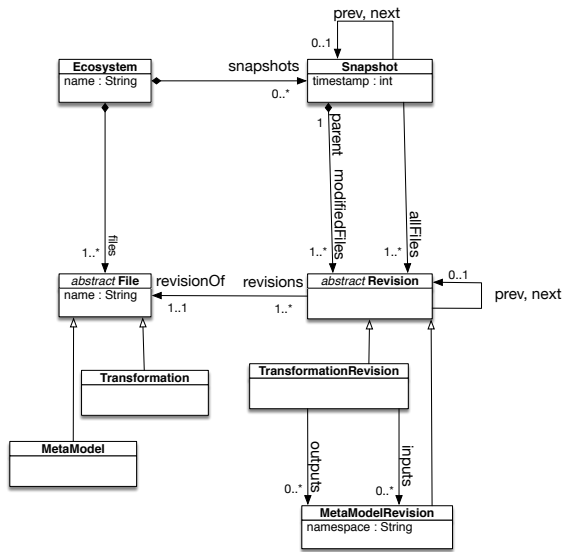 prev, next
0..1
Ecosystem
name : String
snapshots
0..*
Snapshot
timestamp : int
1
parent
modifiedFiles
1..*
allFiles
1..*
files
1..*
abstract File
name : String
revisionOf
1..1
revisions
1..*
abstract Revision
0..1
prev, next
Transformation
TransformationRevision
MetaModel
outputs
0..*
inputs
0..*
MetaModelRevision
namespace : String